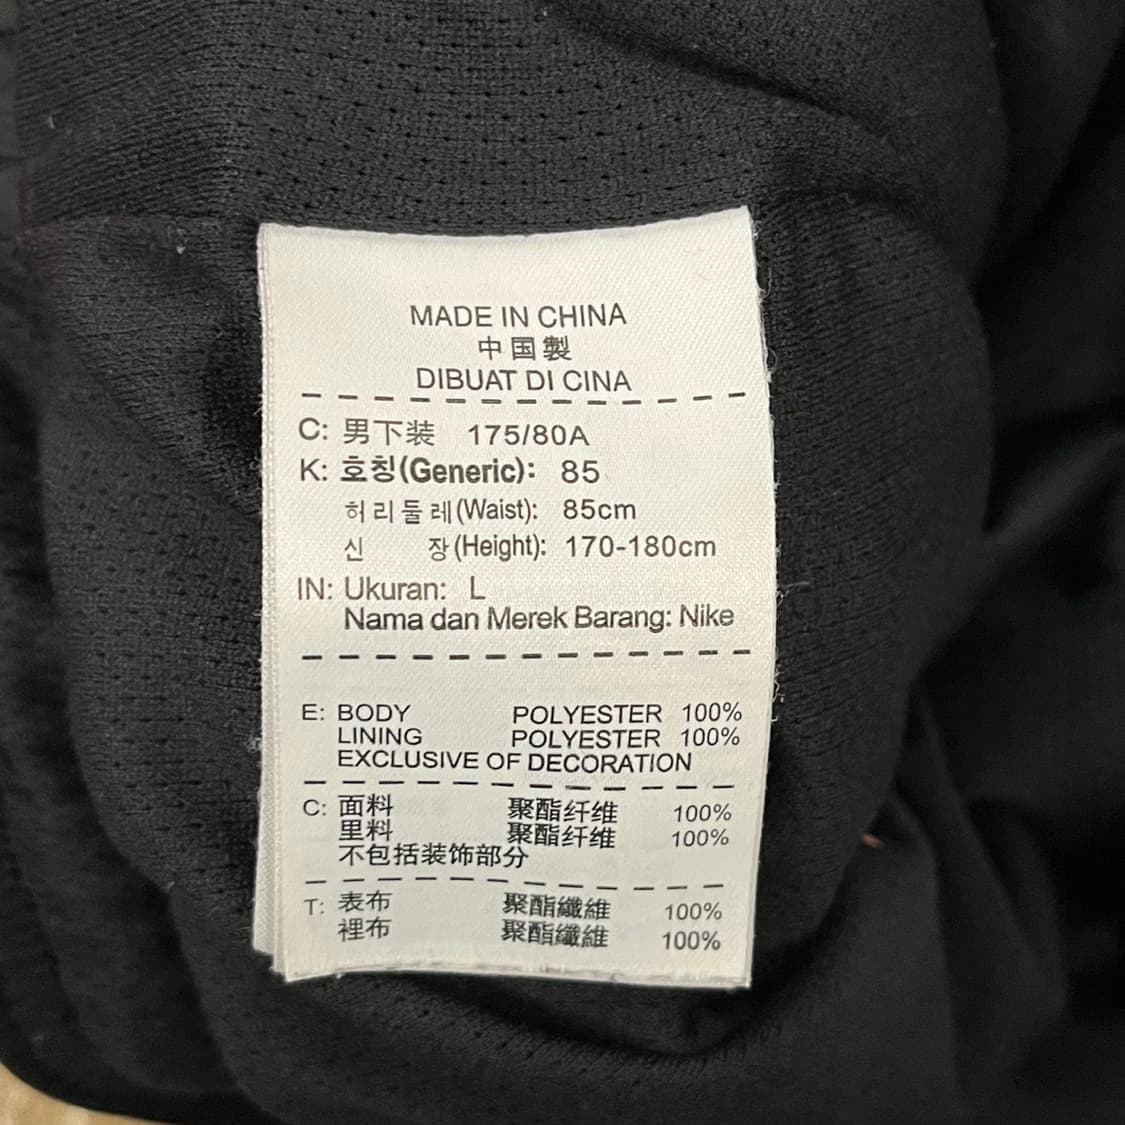 MADE IN CHINA
中国製
DIBUAT DI CINA
C: 男下装 175/80A
K: 호칭(Generic): 85
허리둘레(Waist): 85cm
신 장(Height): 170-180cm
IN: Ukuran: L
Nama dan Merek Barang: Nike
E: BODY POLYESTER 100%
LINING POLYESTER 100%
EXCLUSIVE OF DECORATION
C: 面料 聚酯纤维 100%
里料 聚酯纤维 100%
不包括装饰部分
T: 表布 聚酯纖維 100%
裡布 聚酯纖維 100%